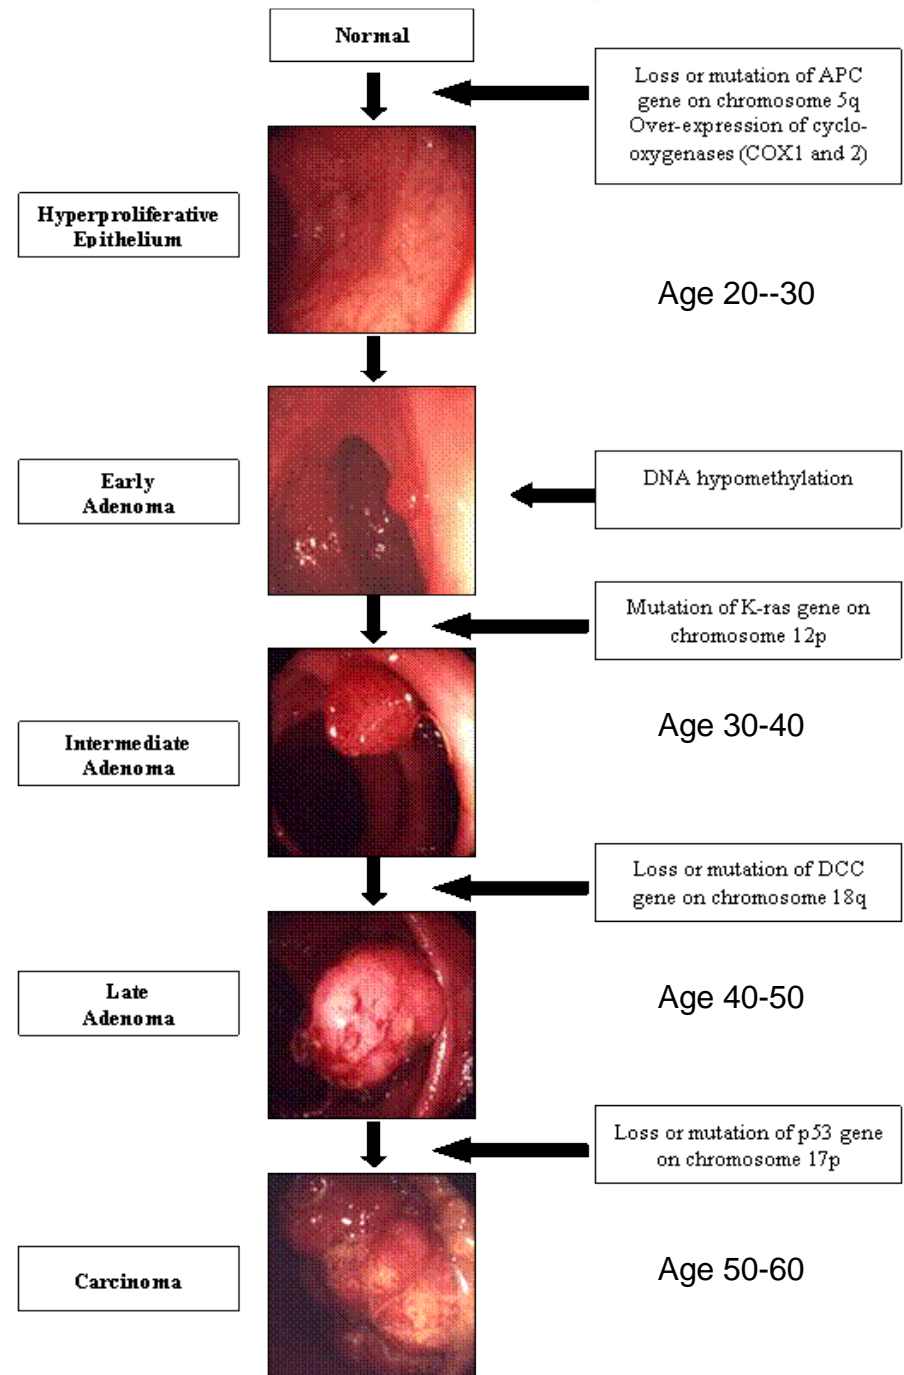 Normal
Loss or mutation of APC
gene on chromosome 5q
Over-expression of cyclo-
oxygenases (COX1 and 2)
Hyperproliferative
Epithelium
Age 20--30
Early
Adenoma
DNA hypomethylation
Mutation of K-ras gene on
chromosome 12p
Intermediate
Adenoma
Age 30-40
Loss or mutation of DCC
gene on chromosome 18q
Late
Adenoma
Age 40-50
Loss or mutation of p53 gene
on chromosome 17p
Carcinoma
Age 50-60